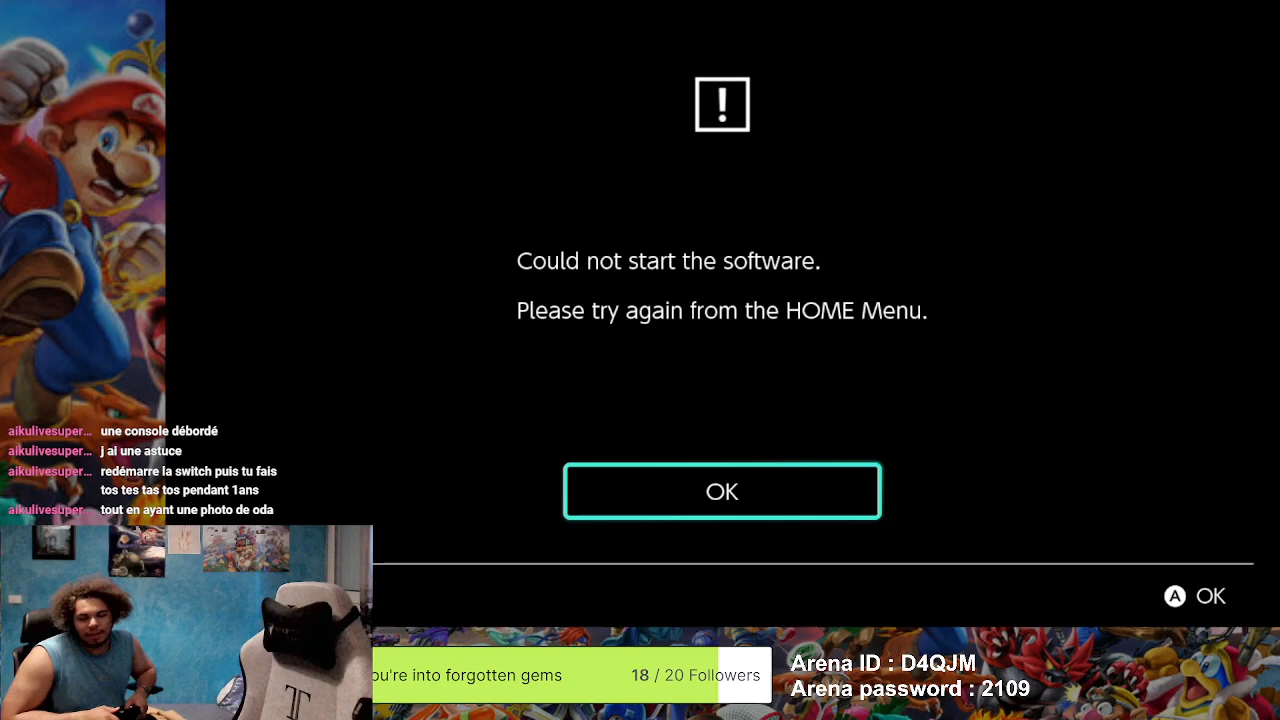 !
Could not start the software.
Please try again from the HOME Menu.
OK
A OK
aikulivesuper... une console débordé
aikulivesuper... j ai une astuce
aikulivesuper... redémarre la switch puis tu fais
tos tes tas tos pendant 1ans
aikulivesuper... tout en ayant une photo de oda
ou're into forgotten gems
18 / 20 Followers
Arena ID : D4QJM
Arena password : 2109